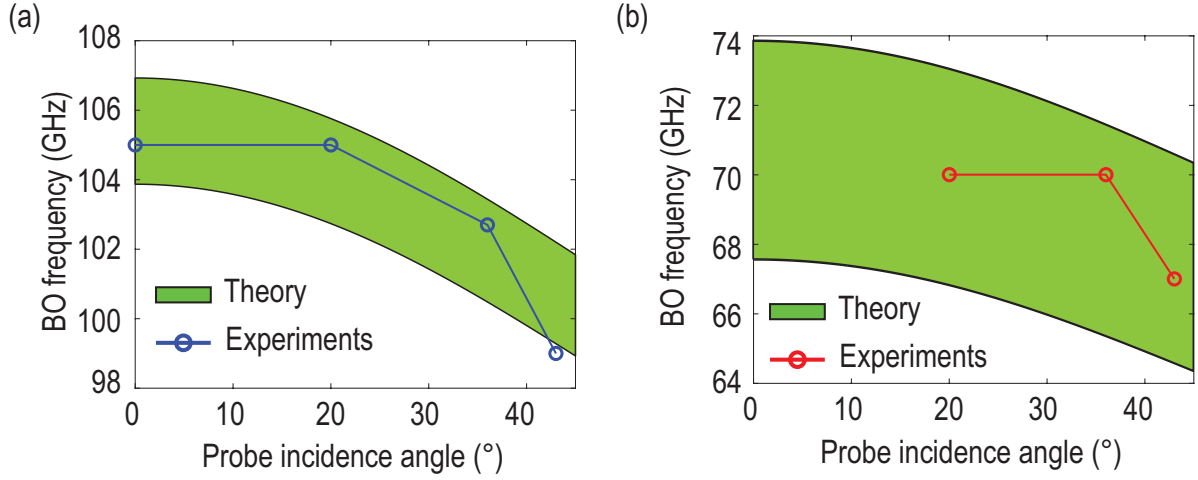 (a)
108
106
104
102
100
98
BO frequency (GHz)
Theory
Experiments
0 10 20 30 40
Probe incidence angle (°)
(b)
74
72
70
68
66
64
BO frequency (GHz)
Theory
Experiments
0 10 20 30 40
Probe incidence angle (°)